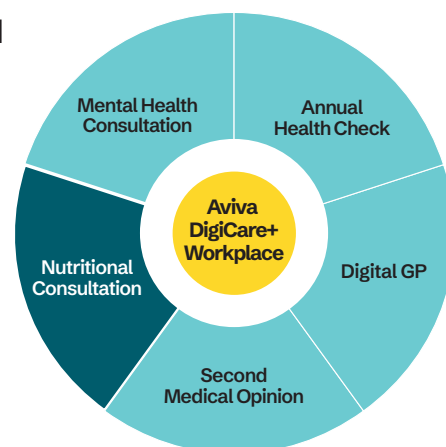 Mental Health
Consultation
Annual
Health Check
Aviva
DigiCare+
Workplace
Nutritional
Consultation
Digital GP
Second
Medical Opinion